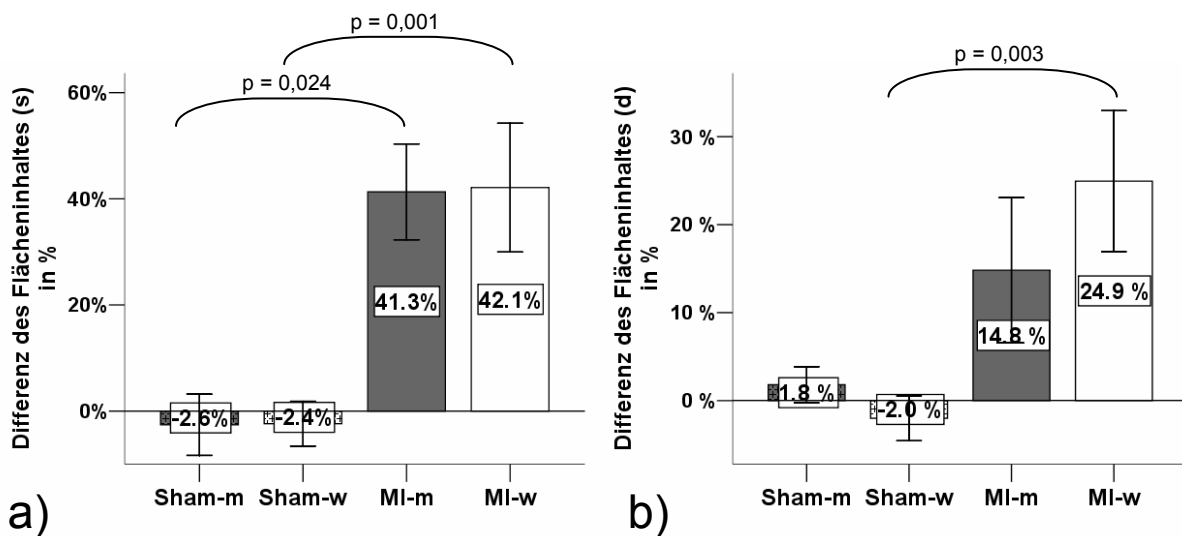 p = 0,001
p = 0,024
Differenz des Flächeninhaltes (s)
in %
60%
40%
20%
0%
-2.6%
-2.4%
41.3%
42.1%
Sham-m
Sham-w
MI-m
MI-w
a)
p = 0,003
Differenz des Flächeninhaltes (d)
in %
30 %
20 %
10 %
0 %
1.8 %
-2.0 %
14.8 %
24.9 %
Sham-m
Sham-w
MI-m
MI-w
b)